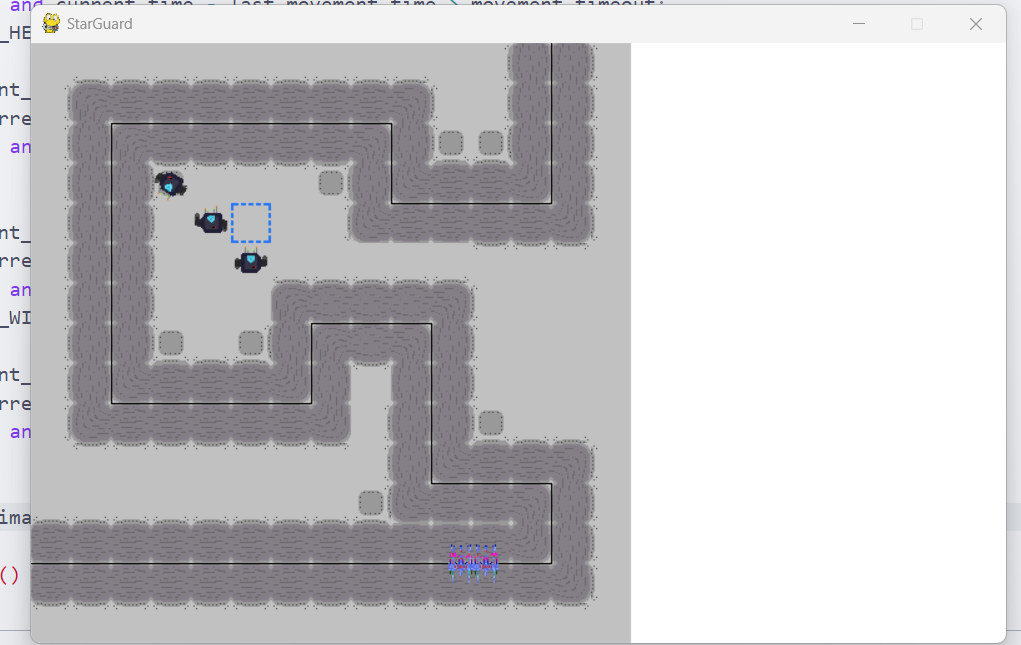 and current_time - last_movement_time > movement_timeout:
StarGuard
_HE
nt_
rre
an
nt_
rre
an
_WI
nt_
rre
an
ima
()